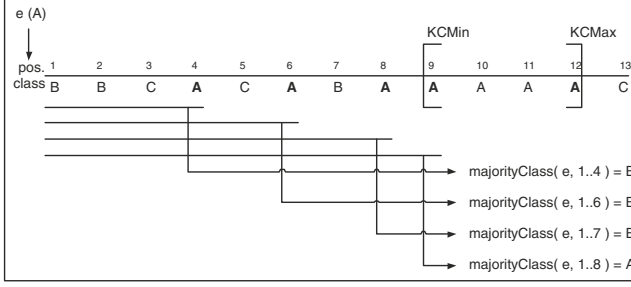 e (A)
KCMin KCMax
pos. 1 2 3 4 5 6 7 8 9 10 11 12 13
class B B C A C A B A A A A A C
majorityClass( e, 1..4 ) = B
majorityClass( e, 1..6 ) = B
majorityClass( e, 1..7 ) = B
majorityClass( e, 1..8 ) = A